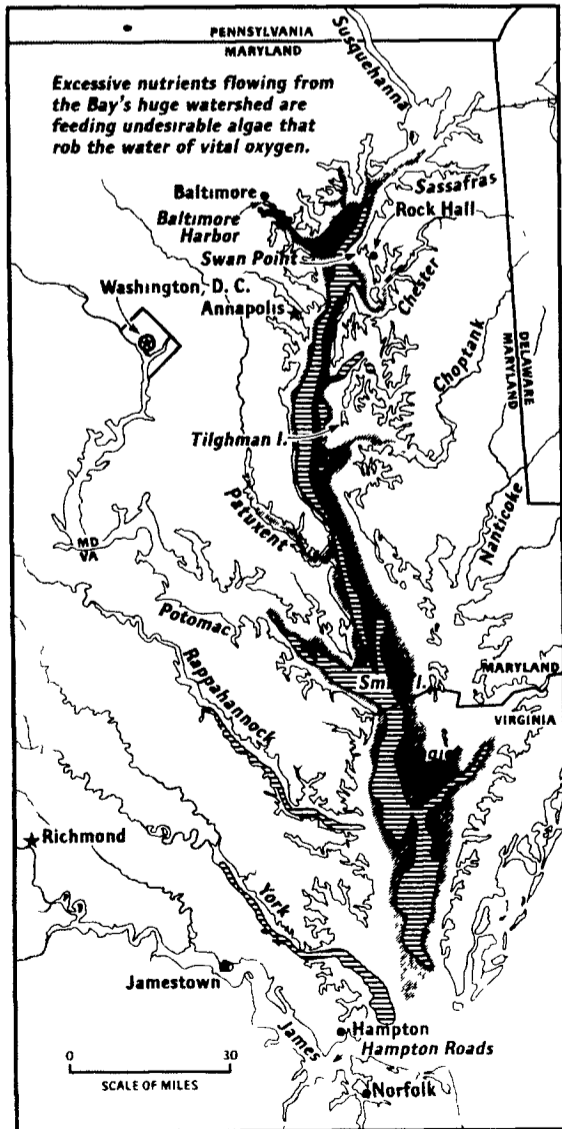 PENNSYLVANIA
MARYLAND
Susquehanna
Excessive nutrients flowing from
the Bay's huge watershed are
feeding undesirable algae that
rob the water of vital oxygen.
Baltimore
Baltimore
Harbor
Sassafras
Rock Hall
Swan Point
Chester
Washington, D. C.
Annapolis
Choptank
DELAWARE
MARYLAND
Tilghman I.
Nanticoke
Patuxent
MD
VA
Potomac
Rappahannock
MARYLAND
VIRGINIA
Richmond
York
Jamestown
James
Hampton
Hampton Roads
Norfolk
0 30
SCALE OF MILES